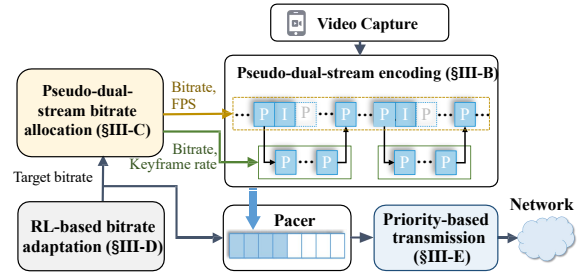 Video Capture
Pseudo-dual-stream encoding (§III-B)
Pseudo-dual-
stream bitrate
allocation (§III-C)
Bitrate,
FPS
... P I P ... P ... P I P ... P ...
Bitrate,
Keyframe rate
P ... P
P ... P
Target bitrate
RL-based bitrate
adaptation (§III-D)
Pacer
Priority-based
transmission
(§III-E)
Network